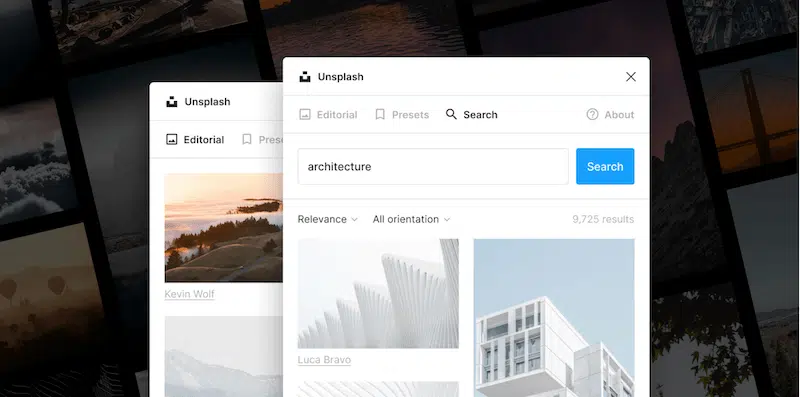 Unsplash
Editorial
Prese
Kevin Wolf
Unsplash
Editorial Presets Search About
architecture Search
Relevance All orientation 9,725 results
Luca Bravo